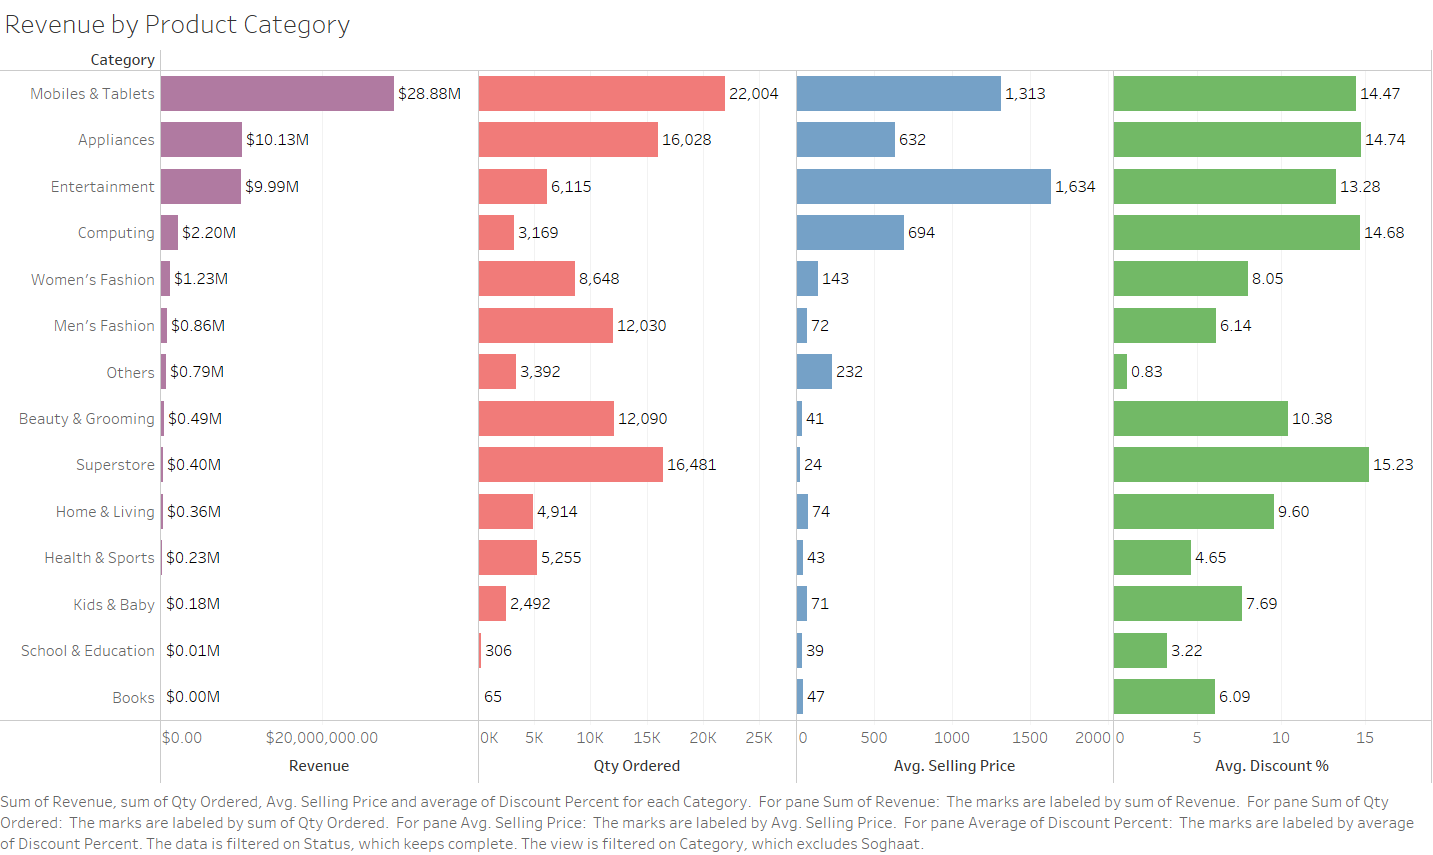 Revenue by Product Category
Category
Mobiles & Tablets $28.88M 22,004 1,313 14.47
Appliances $10.13M 16,028 632 14.74
Entertainment $9.99M 6,115 1,634 13.28
Computing $2.20M 3,169 694 14.68
Women's Fashion $1.23M 8,648 143 8.05
Men's Fashion $0.86M 12,030 72 6.14
Others $0.79M 3,392 232 0.83
Beauty & Grooming $0.49M 12,090 41 10.38
Superstore $0.40M 16,481 24 15.23
Home & Living $0.36M 4,914 74 9.60
Health & Sports $0.23M 5,255 43 4.65
Kids & Baby $0.18M 2,492 71 7.69
School & Education $0.01M 306 39 3.22
Books $0.00M 65 47 6.09
$0.00 $20,000,000.00 0K 5K 10K 15K 20K 25K 0 500 1000 1500 2000 0 5 10 15
Revenue Qty Ordered Avg. Selling Price Avg. Discount %
Sum of Revenue, sum of Qty Ordered, Avg. Selling Price and average of Discount Percent for each Category. For pane Sum of Revenue: The marks are labeled by sum of Revenue. For pane Sum of Qty
Ordered: The marks are labeled by sum of Qty Ordered. For pane Avg. Selling Price: The marks are labeled by Avg. Selling Price. For pane Average of Discount Percent: The marks are labeled by average
of Discount Percent. The data is filtered on Status, which keeps complete. The view is filtered on Category, which excludes Soghaat.